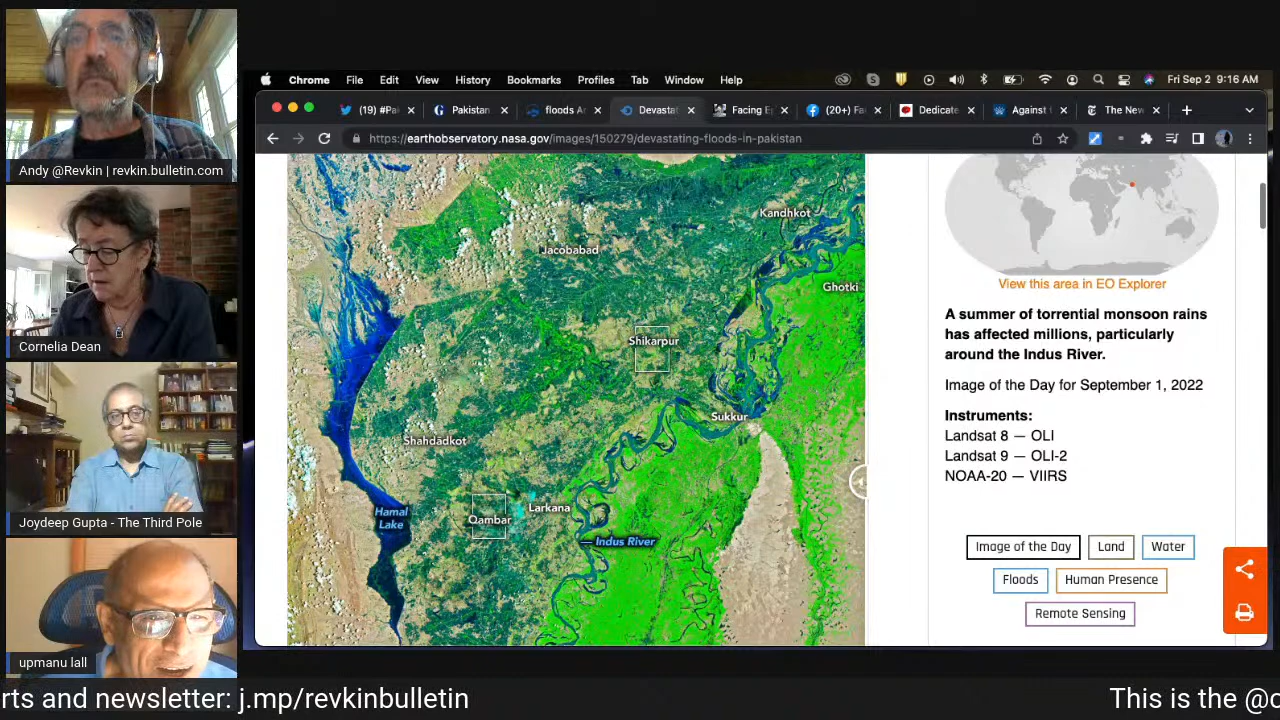 Andy @Revkin | revkin.bulletin.com
Cornelia Dean
Joydeep Gupta - The Third Pole
upmanu lall
Chrome File Edit View History Bookmarks Profiles Tab Window Help
Fri Sep 2 9:16 AM
(19) #Pa
Pakistan
floods A
Devasta
Facing E
(20+) Fa
Dedicate
Against
The New
https://earthobservatory.nasa.gov/images/150279/devastating-floods-in-pakistan
Kandhkot
Jacobabad
Ghotki
Shikarpur
Sukkur
Shahdadkot
Larkana
Qambar
Hamal
Lake
Indus River
View this area in EO Explorer
A summer of torrential monsoon rains
has affected millions, particularly
around the Indus River.
Image of the Day for September 1, 2022
Instruments:
Landsat 8 — OLI
Landsat 9 — OLI-2
NOAA-20 — VIIRS
Image of the Day
Land
Water
Floods
Human Presence
Remote Sensing
rts and newsletter: j.mp/revkinbulletin
This is the @c